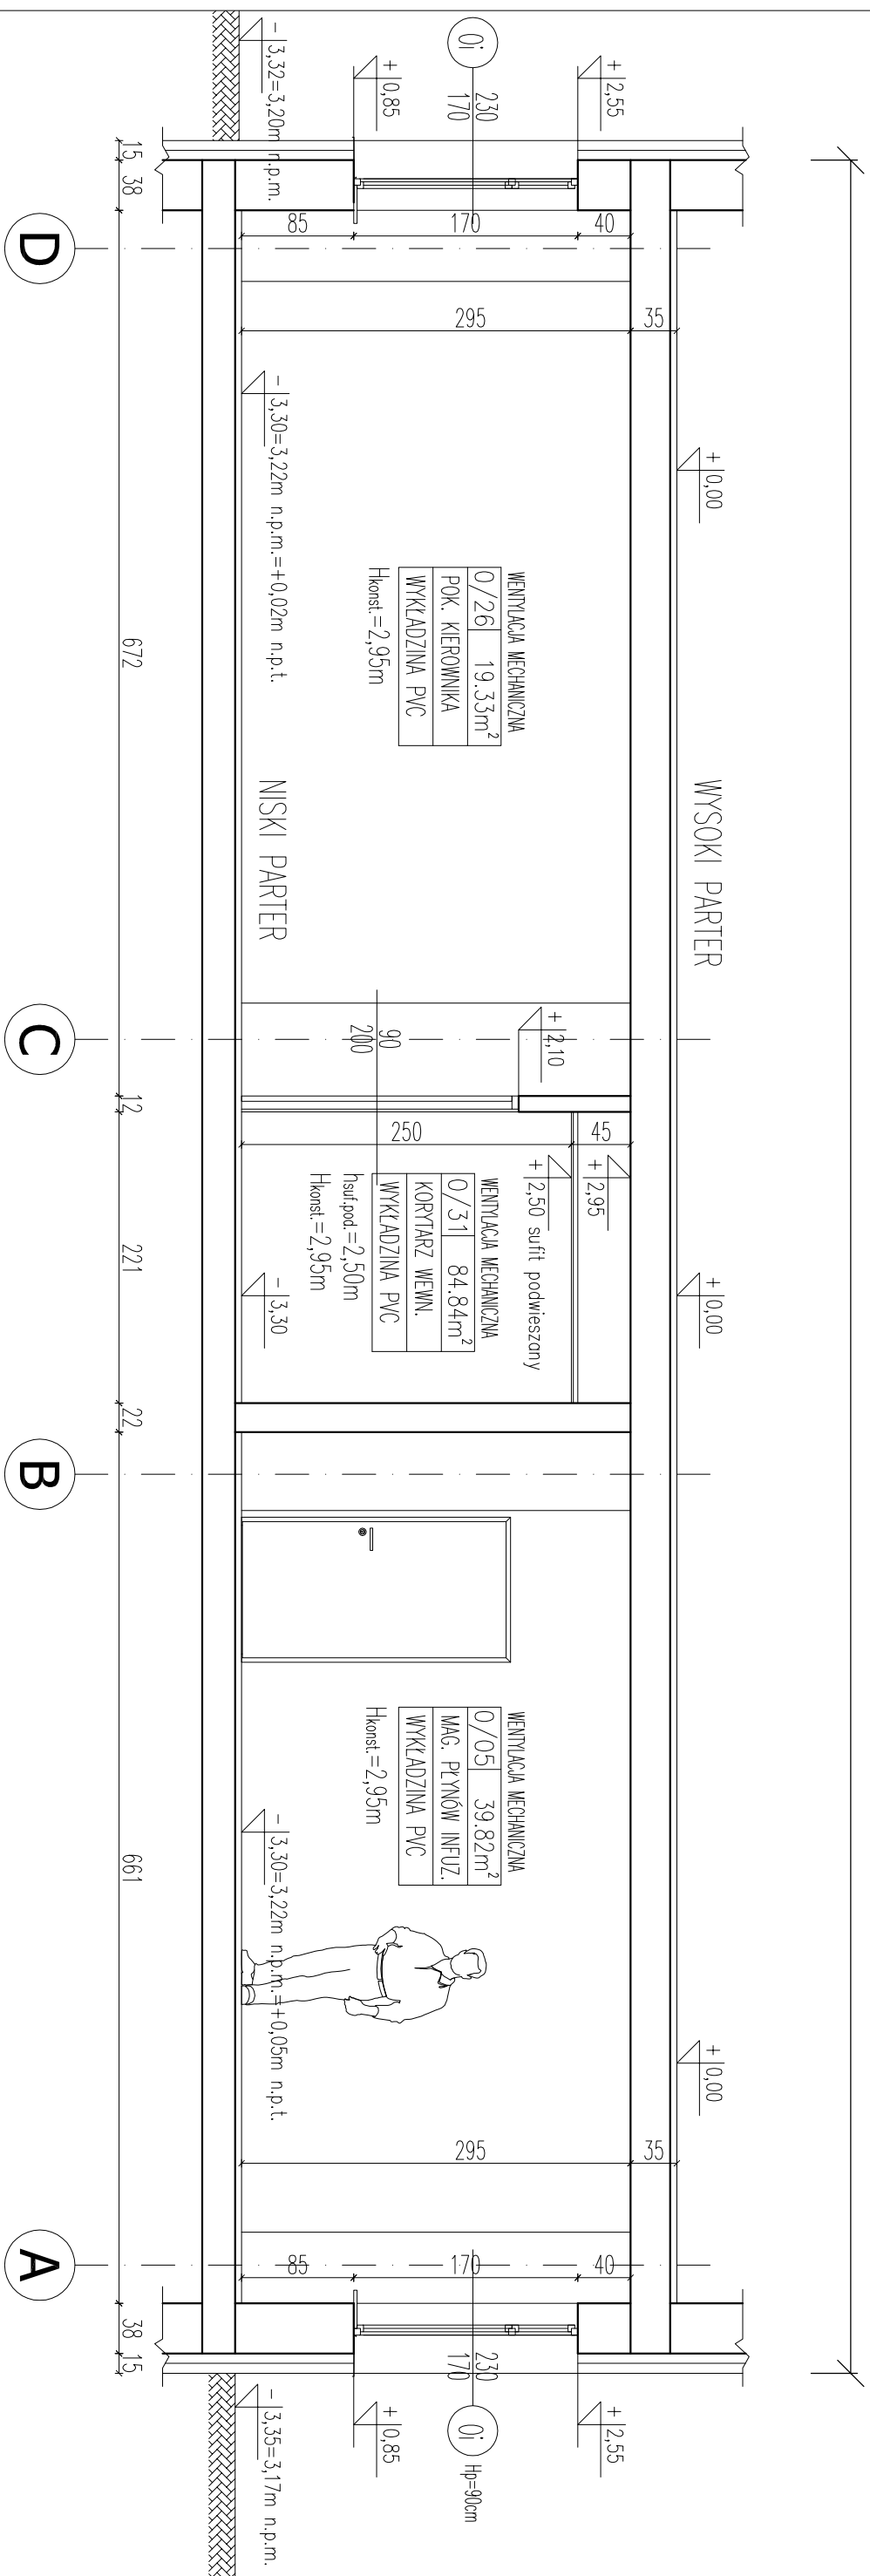 - 3,32=3,20m n.p.m.
Oi
230
170
+ 0,85
+ 2,55
15
38
85
170
40
D
295
35
- 3,30=3,22m n.p.m.=+0,02m n.p.t.
+ 0,00
WENTYLACJA MECHANICZNA
0/26 19.33m²
POK. KIEROWNIKA
WYKŁADZINA PVC
Hkonst.=2,95m
672
NISKI PARTER
WYSOKI PARTER
90
200
+ 2,10
C
12
250
45
+ 2,95
+ 2,50 sufit podwieszany
WENTYLACJA MECHANICZNA
0/31 84.84m²
KORYTARZ WEWN.
WYKŁADZINA PVC
hsuf.pod.=2,50m
Hkonst.=2,95m
221
- 3,30
+ 0,00
22
B
WENTYLACJA MECHANICZNA
0/05 39.82m²
MAG. PŁYNÓW INFUZ.
WYKŁADZINA PVC
Hkonst.=2,95m
661
- 3,30=3,22m n.p.m.=+0,05m n.p.t.
+ 0,00
295
35
A
85
170
40
38
15
230
170
Oi
Hp=90cm
+ 0,85
+ 2,55
- 3,35=3,17m n.p.m.